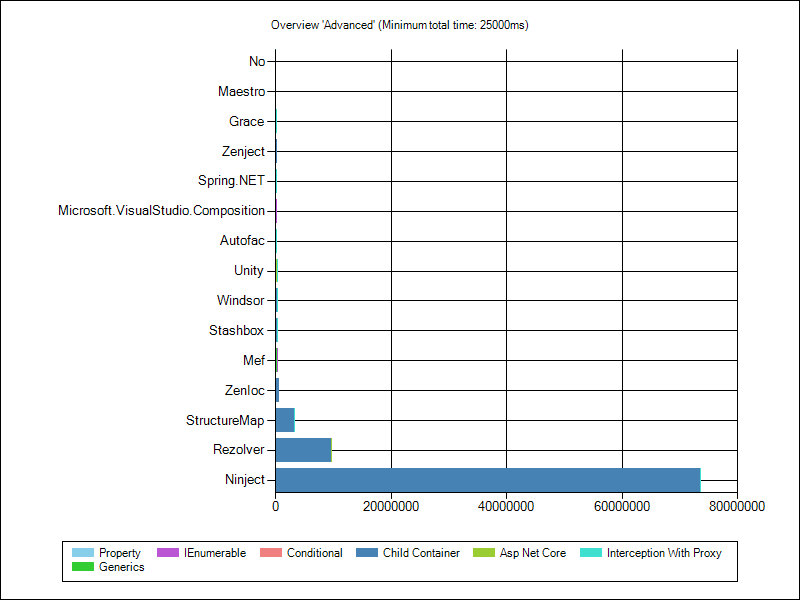 Overview 'Advanced' (Minimum total time: 25000ms)
No
Maestro
Grace
Zenject
Spring.NET
Microsoft.VisualStudio.Composition
Autofac
Unity
Windsor
Stashbox
Mef
ZenIoc
StructureMap
Rezolver
Ninject
0 20000000 40000000 60000000 80000000
Property IEnumerable Conditional Child Container Asp Net Core Interception With Proxy
Generics